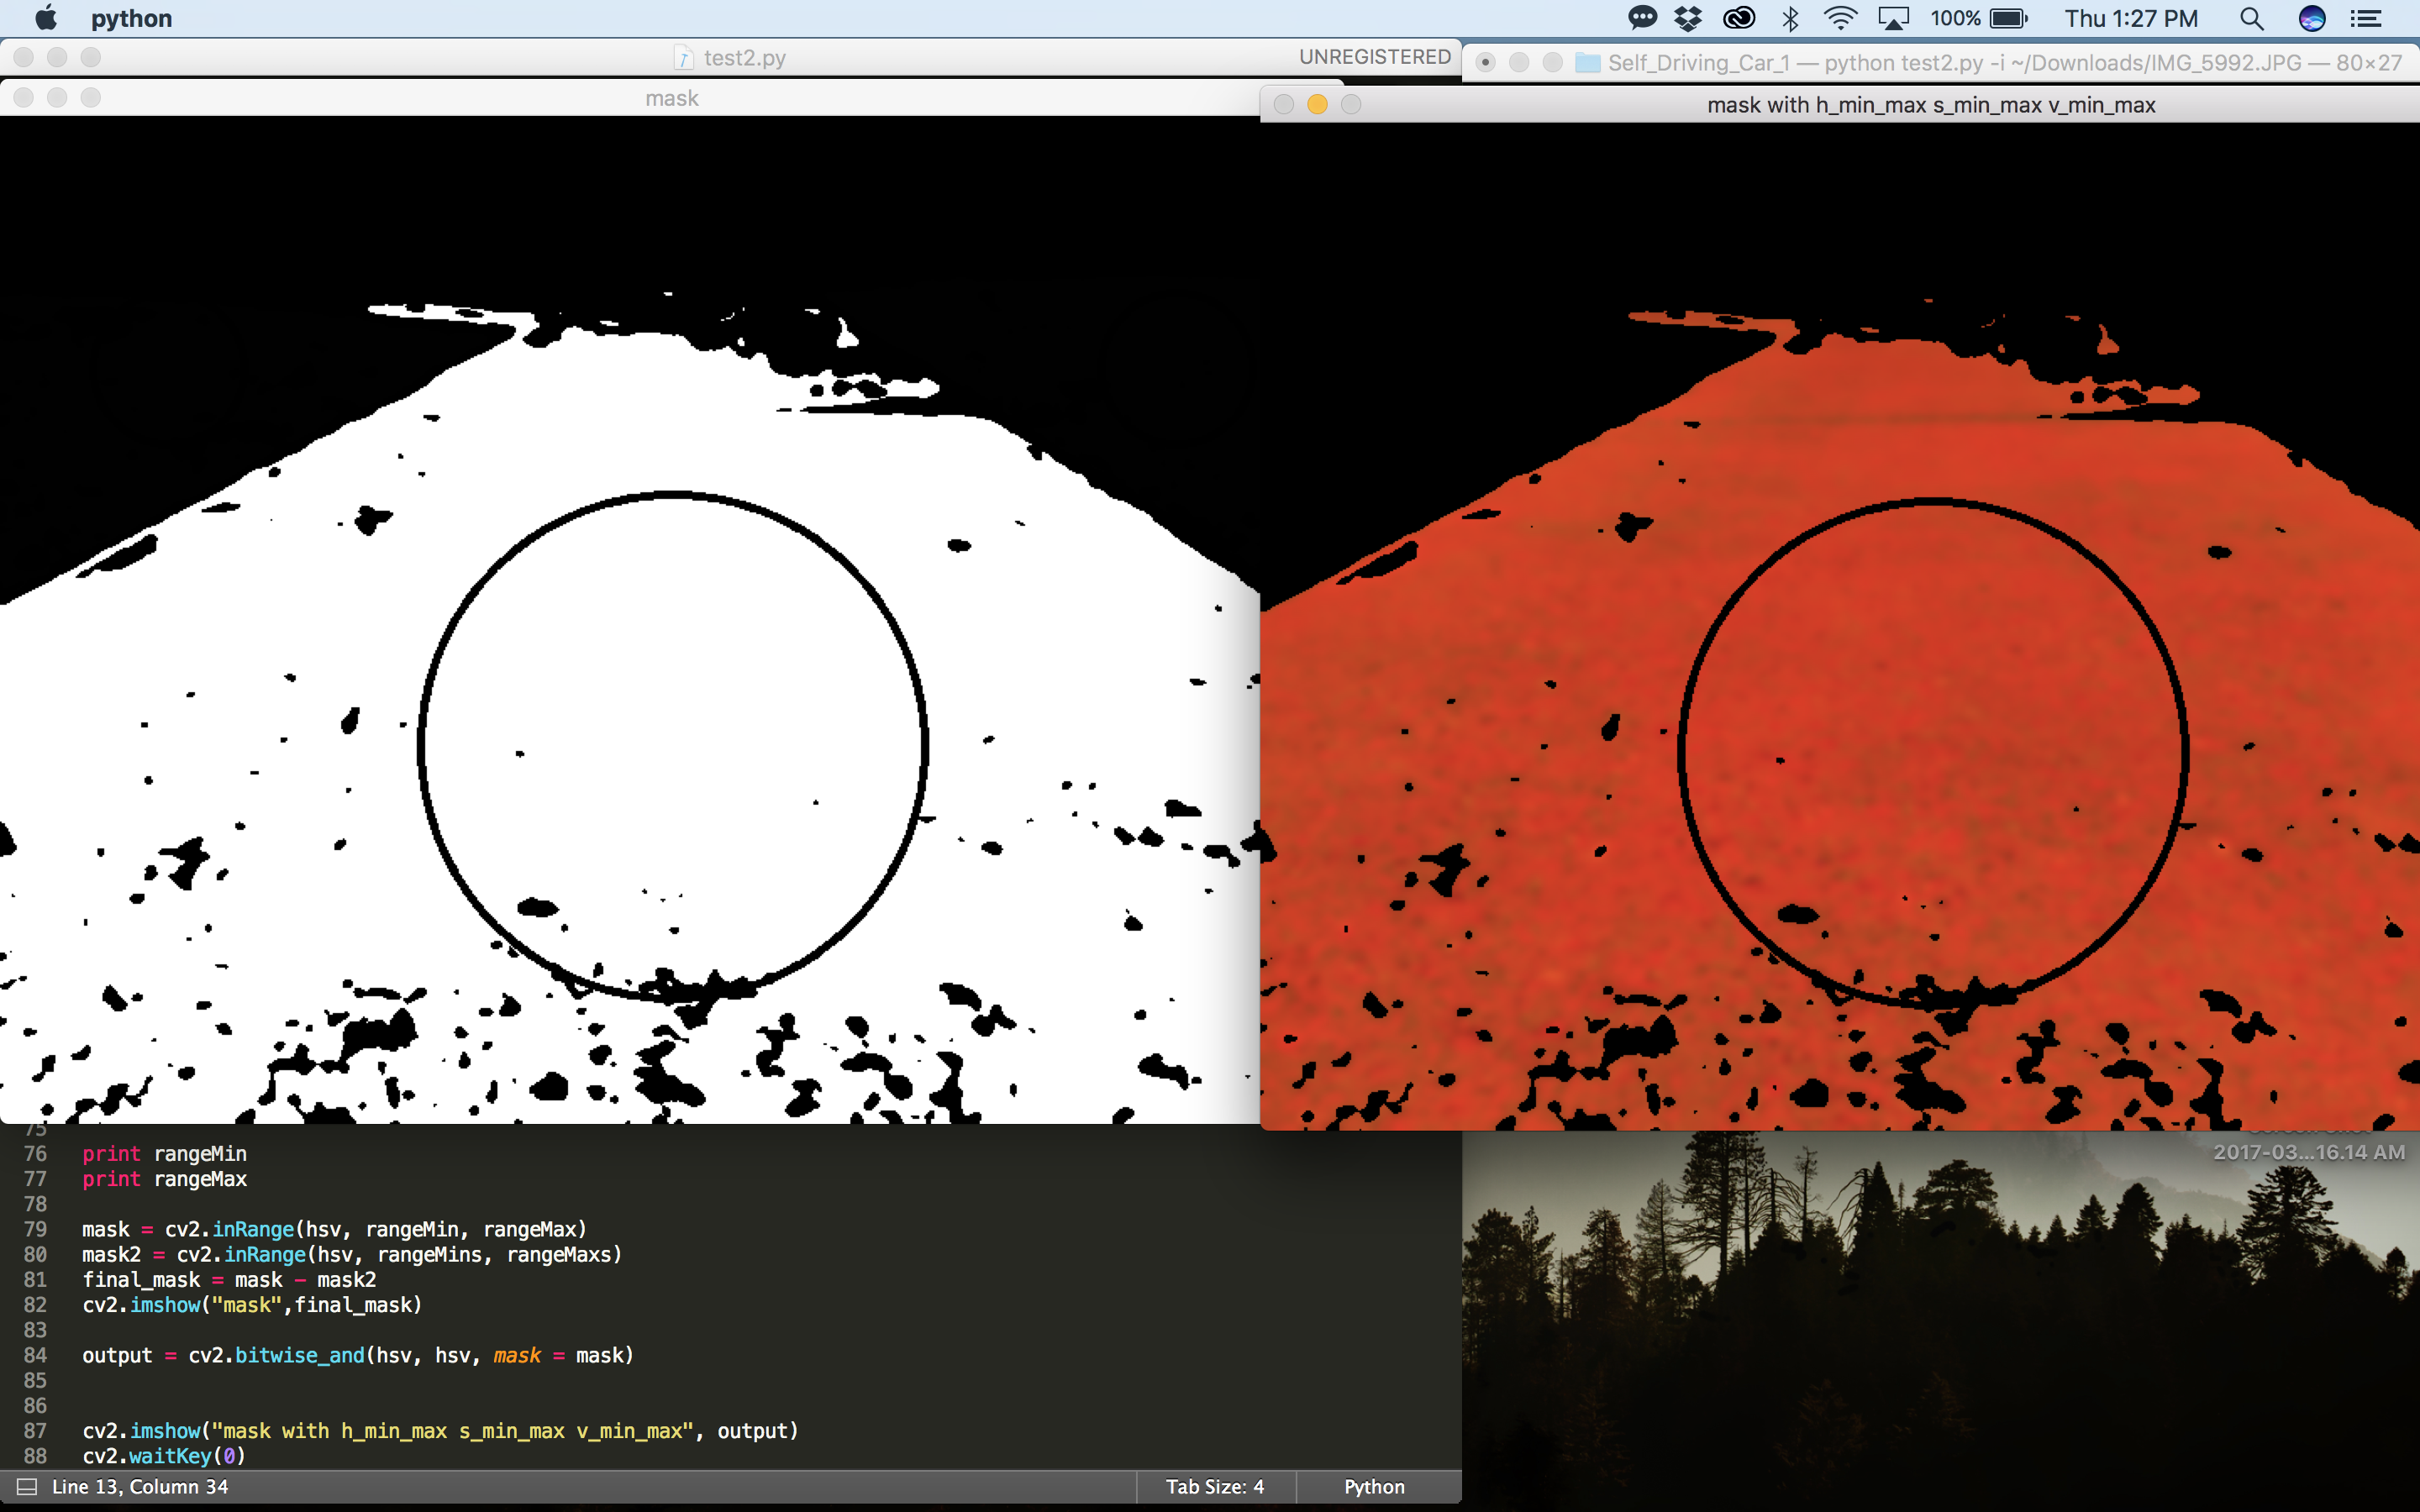 python
100%
Thu 1:27 PM
test2.py
UNREGISTERED
Self_Driving_Car_1 — python test2.py -i ~/Downloads/IMG_5992.JPG — 80×27
mask
mask with h_min_max s_min_max v_min_max
75
76 print rangeMin
77 print rangeMax
78
79 mask = cv2.inRange(hsv, rangeMin, rangeMax)
80 mask2 = cv2.inRange(hsv, rangeMins, rangeMaxs)
81 final_mask = mask - mask2
82 cv2.imshow("mask",final_mask)
83
84 output = cv2.bitwise_and(hsv, hsv, mask = mask)
85
86
87 cv2.imshow("mask with h_min_max s_min_max v_min_max", output)
88 cv2.waitKey(0)
2017-03...16.14 AM
Line 13, Column 34
Tab Size: 4
Python